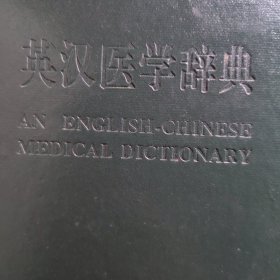 英汉医学辞典
AN ENGLISH-CHINESE
MEDICAL DICTIONARY